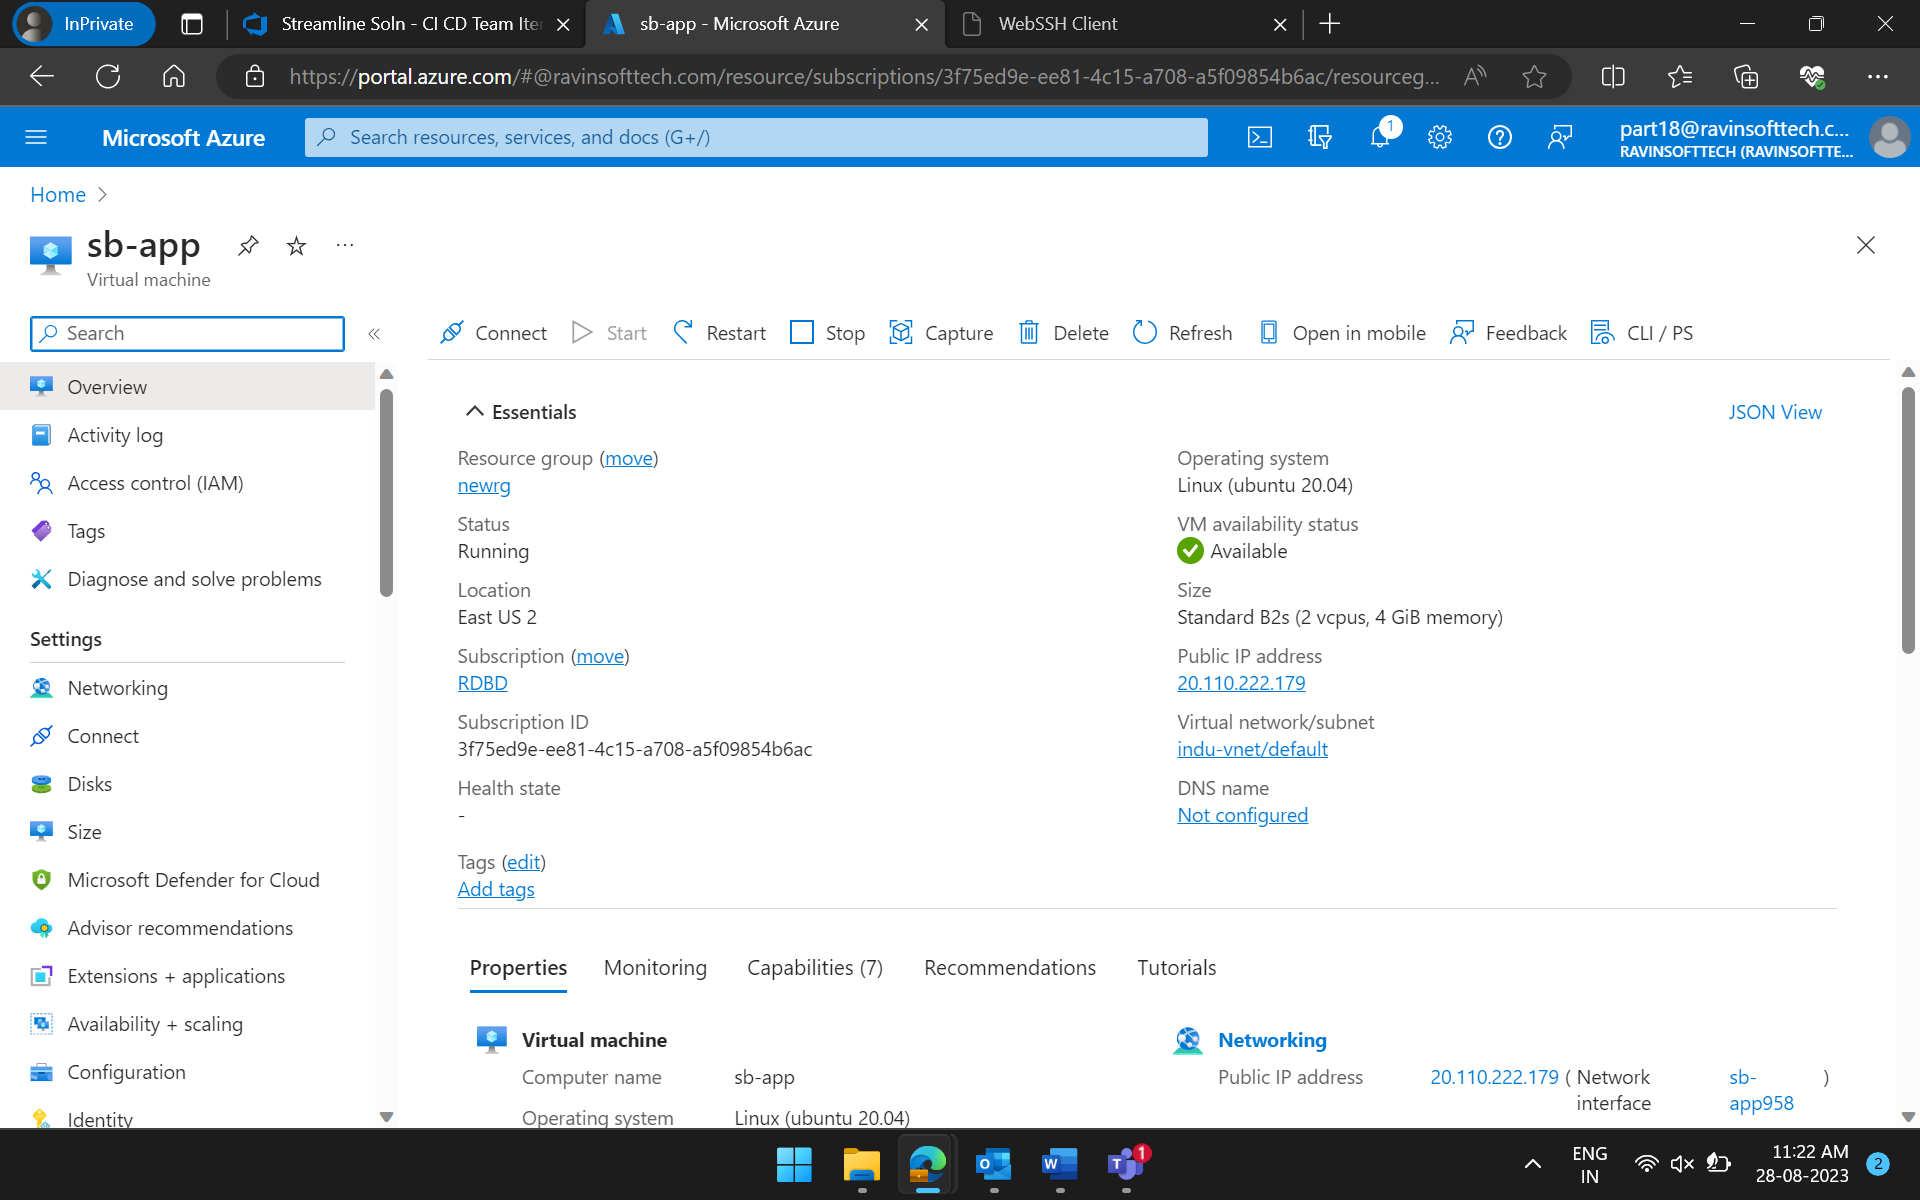 InPrivate
Streamline Soln - CI CD Team Iter
sb-app - Microsoft Azure
WebSSH Client
https://portal.azure.com/#@ravinsofttech.com/resource/subscriptions/3f75ed9e-ee81-4c15-a708-a5f09854b6ac/resourceg...
Microsoft Azure
Search resources, services, and docs (G+/)
1
part18@ravinsofttech.c...
RAVINSOFTTECH (RAVINSOFTTE...
Home
sb-app
Virtual machine
Search
Connect Start Restart Stop Capture Delete Refresh Open in mobile Feedback CLI / PS
Overview
Activity log
Access control (IAM)
Tags
Diagnose and solve problems
Settings
Networking
Connect
Disks
Size
Microsoft Defender for Cloud
Advisor recommendations
Extensions + applications
Availability + scaling
Configuration
Identity
Essentials
JSON View
Resource group (move)
newrg
Status
Running
Location
East US 2
Subscription (move)
RDBD
Subscription ID
3f75ed9e-ee81-4c15-a708-a5f09854b6ac
Health state
-
Operating system
Linux (ubuntu 20.04)
VM availability status
Available
Size
Standard B2s (2 vcpus, 4 GiB memory)
Public IP address
20.110.222.179
Virtual network/subnet
indu-vnet/default
DNS name
Not configured
Tags (edit)
Add tags
Properties Monitoring Capabilities (7) Recommendations Tutorials
Virtual machine
Computer name sb-app
Operating system Linux (ubuntu 20.04)
Networking
Public IP address 20.110.222.179 ( Network interface sb-app958 )
1
ENG
IN
11:22 AM
28-08-2023
2